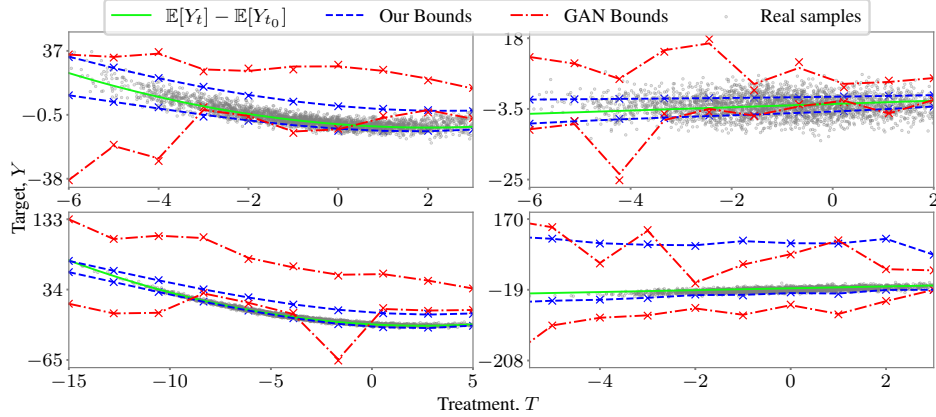 𝔼[Y_t] − 𝔼[Y_{t_0}] Our Bounds GAN Bounds Real samples
37
−0.5
−38
−6 −4 −2 0 2
18
−3.5
−25
−6 −4 −2 0 2
Target, Y
133
34
−65
−15 −10 −5 0 5
170
−19
−208
−4 −2 0 2
Treatment, T